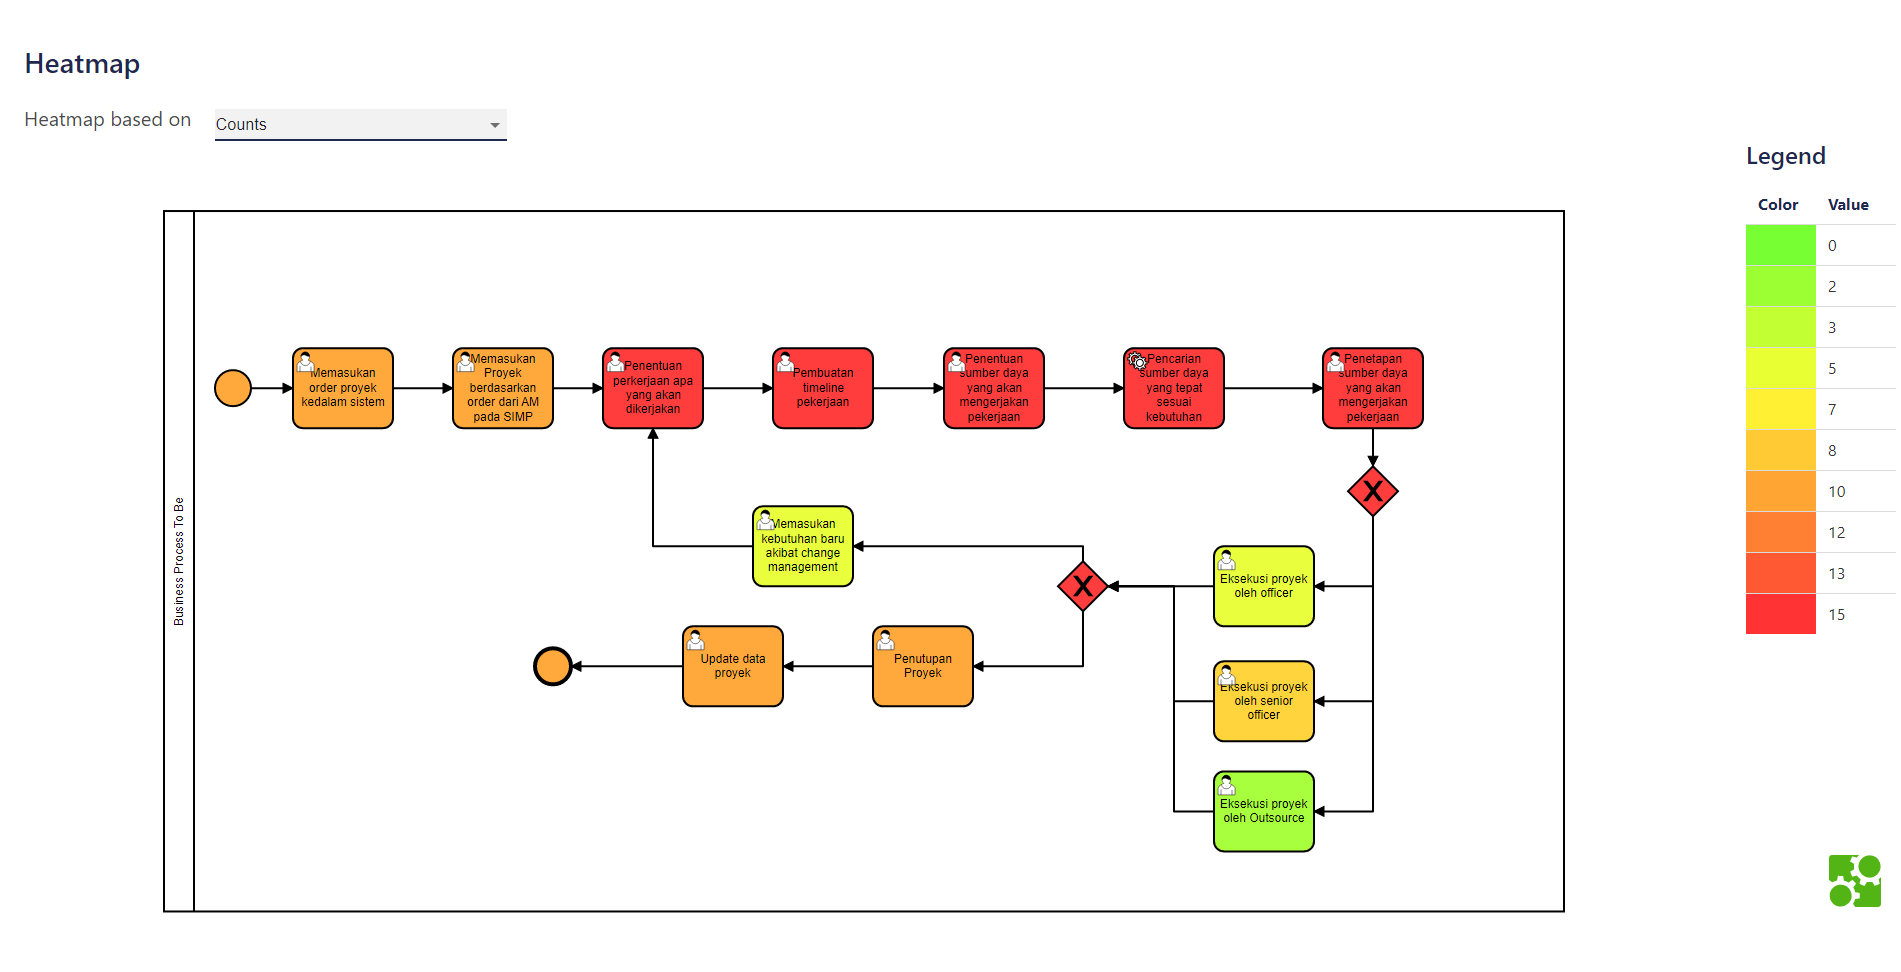 Heatmap
Heatmap based on
Counts
Legend
Color Value
0
2
3
5
7
8
10
12
13
15
Business Process To Be
Memasukan
order proyek
kedalam sistem
Memasukan
Proyek
berdasarkan
order dari AM
pada SIMP
Penentuan
perkerjaan apa
yang akan
dikerjakan
Pembuatan
timeline
pekerjaan
Penentuan
sumber daya
yang akan
mengerjakan
pekerjaan
Pencarian
sumber daya
yang tepat
sesuai
kebutuhan
Penetapan
sumber daya
yang akan
mengerjakan
pekerjaan
X
Memasukan
kebutuhan baru
akibat change
management
X
Eksekusi proyek
oleh officer
Update data
proyek
Penutupan
Proyek
Eksekusi proyek
oleh senior
officer
Eksekusi proyek
oleh Outsource